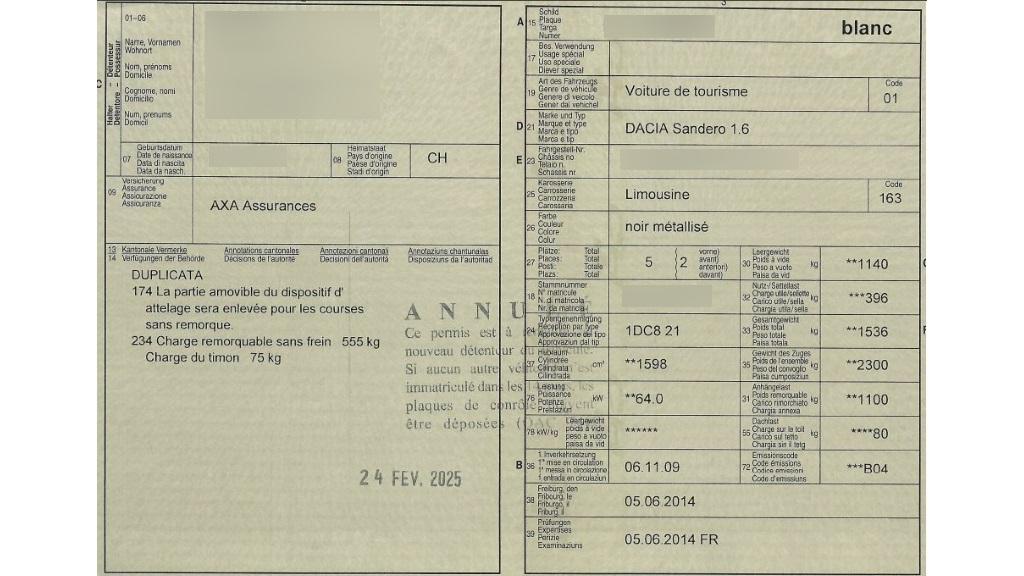 01-06
Halter – Détenteur
Detentore – Possessur
Name, Vornamen
Wohnort
Nom, prénoms
Domicile
Cognome, nomi
Domicilio
Num, prenums
Domicil
C
07 Geburtsdatum
Date de naissance
Data di nascita
Data da nasch.
08 Heimatstaat
Pays d'origine
Paese d'origine
Stadi d'origin
CH
09 Versicherung
Assurance
Assicurazione
Assicuranza
AXA Assurances
13 Kantonale Vermerke Annotations cantonales Annotazioni cantonali Annotaziuns chantunalas
14 Verfügungen der Behörde Décisions de l'autorité Decisioni dell'autorità Disposiziuns da l'autoritad
DUPLICATA
174 La partie amovible du dispositif d'
attelage sera enlevée pour les courses
sans remorque.
234 Charge remorquable sans frein 555 kg
Charge du timon 75 kg
A N N U
Ce permis est à
nouveau détenteur du
Si aucun autre
immatriculé dans les 14 les
plaques de
être déposées
24 FEV. 2025
A 15 Schild
Plaque
Targa
Numer
blanc
17 Bes. Verwendung
Usage spécial
Uso speciale
Diever spezial
19 Art des Fahrzeugs
Genre de véhicule
Genere di veicolo
Gener dal vehichel
Voiture de tourisme
Code
01
D 21 Marke und Typ
Marque et type
Marca e tipo
Marca e tip
DACIA Sandero 1.6
E 23 Fahrgestell-Nr.
Châssis no
Telaio n.
Schassis nr
25 Karosserie
Carrosserie
Carrozzeria
Carossaria
Limousine
Code
163
26 Farbe
Couleur
Colore
Colur
noir métallisé
27 Plätze: Total
Places: Total
Posti: Totale
Plazs: Total
5 2 vorne)
avant)
anteriori)
davant)
30 Leergewicht
Poids à vide
Peso a vuoto
Paisa da vid
kg
**1140
18 Stammnummer
N° matricule
N. di matricola
Nr. da matricla
32 Nutz-/Sattellast
Charge utile/sellette
Carico utile/sella
Chargia utila/sella
kg
***396
24 Typengenehmigung
Réception par type
Approvazione del tipo
Approvaziun dal tip
1DC8 21
33 Gesamtgewicht
Poids total
Peso totale
Paisa totala
kg
**1536
37 Hubraum
Cylindrée
Cilindrata
Cilindrada
cm³
**1598
35 Gewicht des Zuges
Poids de l'ensemble
Peso del convoglio
Paisa cumposiziun
kg
**2300
76 Leistung
Puissance
Potenza
Prestaziun
kW
**64.0
31 Anhängelast
Poids remorquable
Carico rimorchiato
Chargia annexa
kg
**1100
78 kW/kg Leergewicht
poids à vide
peso a vuoto
paisa da vid
******
55 Dachlast
Charge sur le toit
Carico sul tetto
Chargia sin il tetg
kg
****80
B 36 1. Inverkehrsetzung
1re mise en circulation
1a messa in circolazione
1. entrada en circulaziun
06.11.09
72 Emissionscode
Code émissions
Codice emissioni
Code d'emissiuns
***B04
38 Freiburg, den
Fribourg, le
Friburgo, il
Friburg, il
05.06.2014
39 Prüfungen
Expertises
Perizie
Examinaziuns
05.06.2014 FR